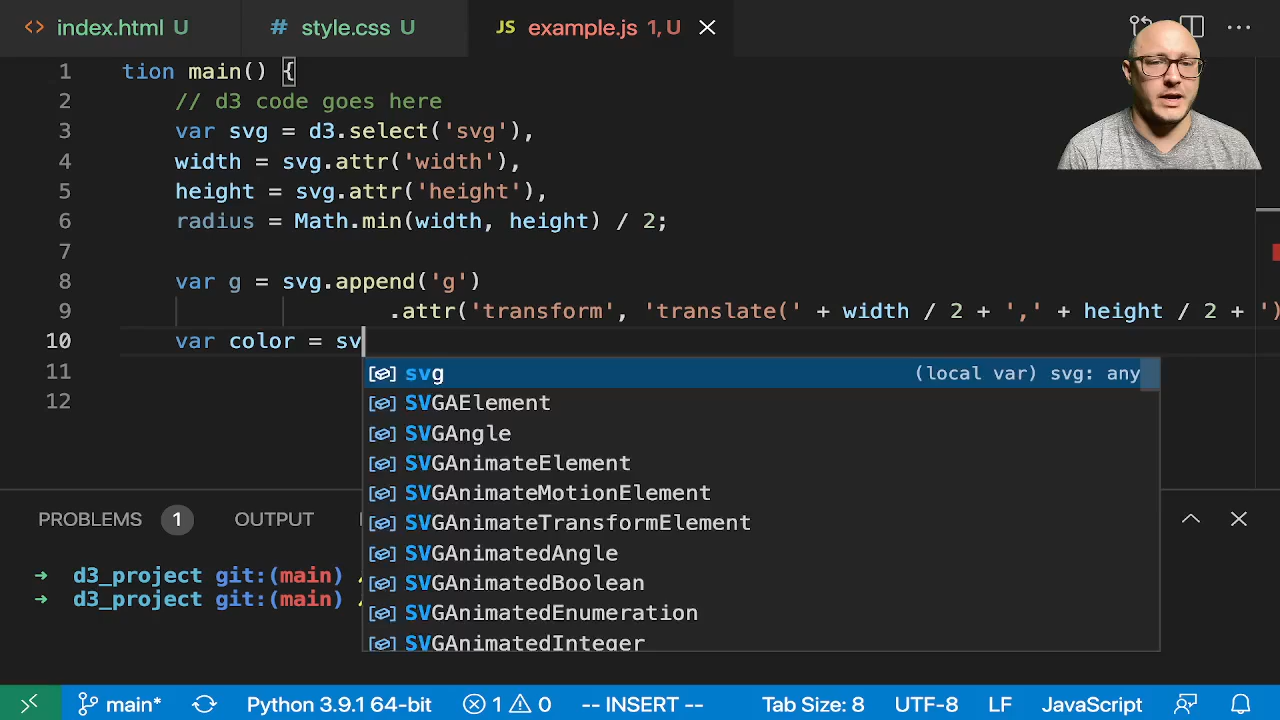 <> index.html U # style.css U JS example.js 1, U
1 tion main() {
2 // d3 code goes here
3 var svg = d3.select('svg'),
4 width = svg.attr('width'),
5 height = svg.attr('height'),
6 radius = Math.min(width, height) / 2;
7
8 var g = svg.append('g')
9 .attr('transform', 'translate(' + width / 2 + ',' + height / 2 + ')
10 var color = sv
11
12
svg (local var) svg: any
SVGAElement
SVGAngle
SVGAnimateElement
SVGAnimateMotionElement
SVGAnimateTransformElement
SVGAnimatedAngle
SVGAnimatedBoolean
SVGAnimatedEnumeration
SVGAnimatedInteger
PROBLEMS 1 OUTPUT
→ d3_project git:(main)
→ d3_project git:(main)
main* Python 3.9.1 64-bit 1 0 -- INSERT -- Tab Size: 8 UTF-8 LF JavaScript